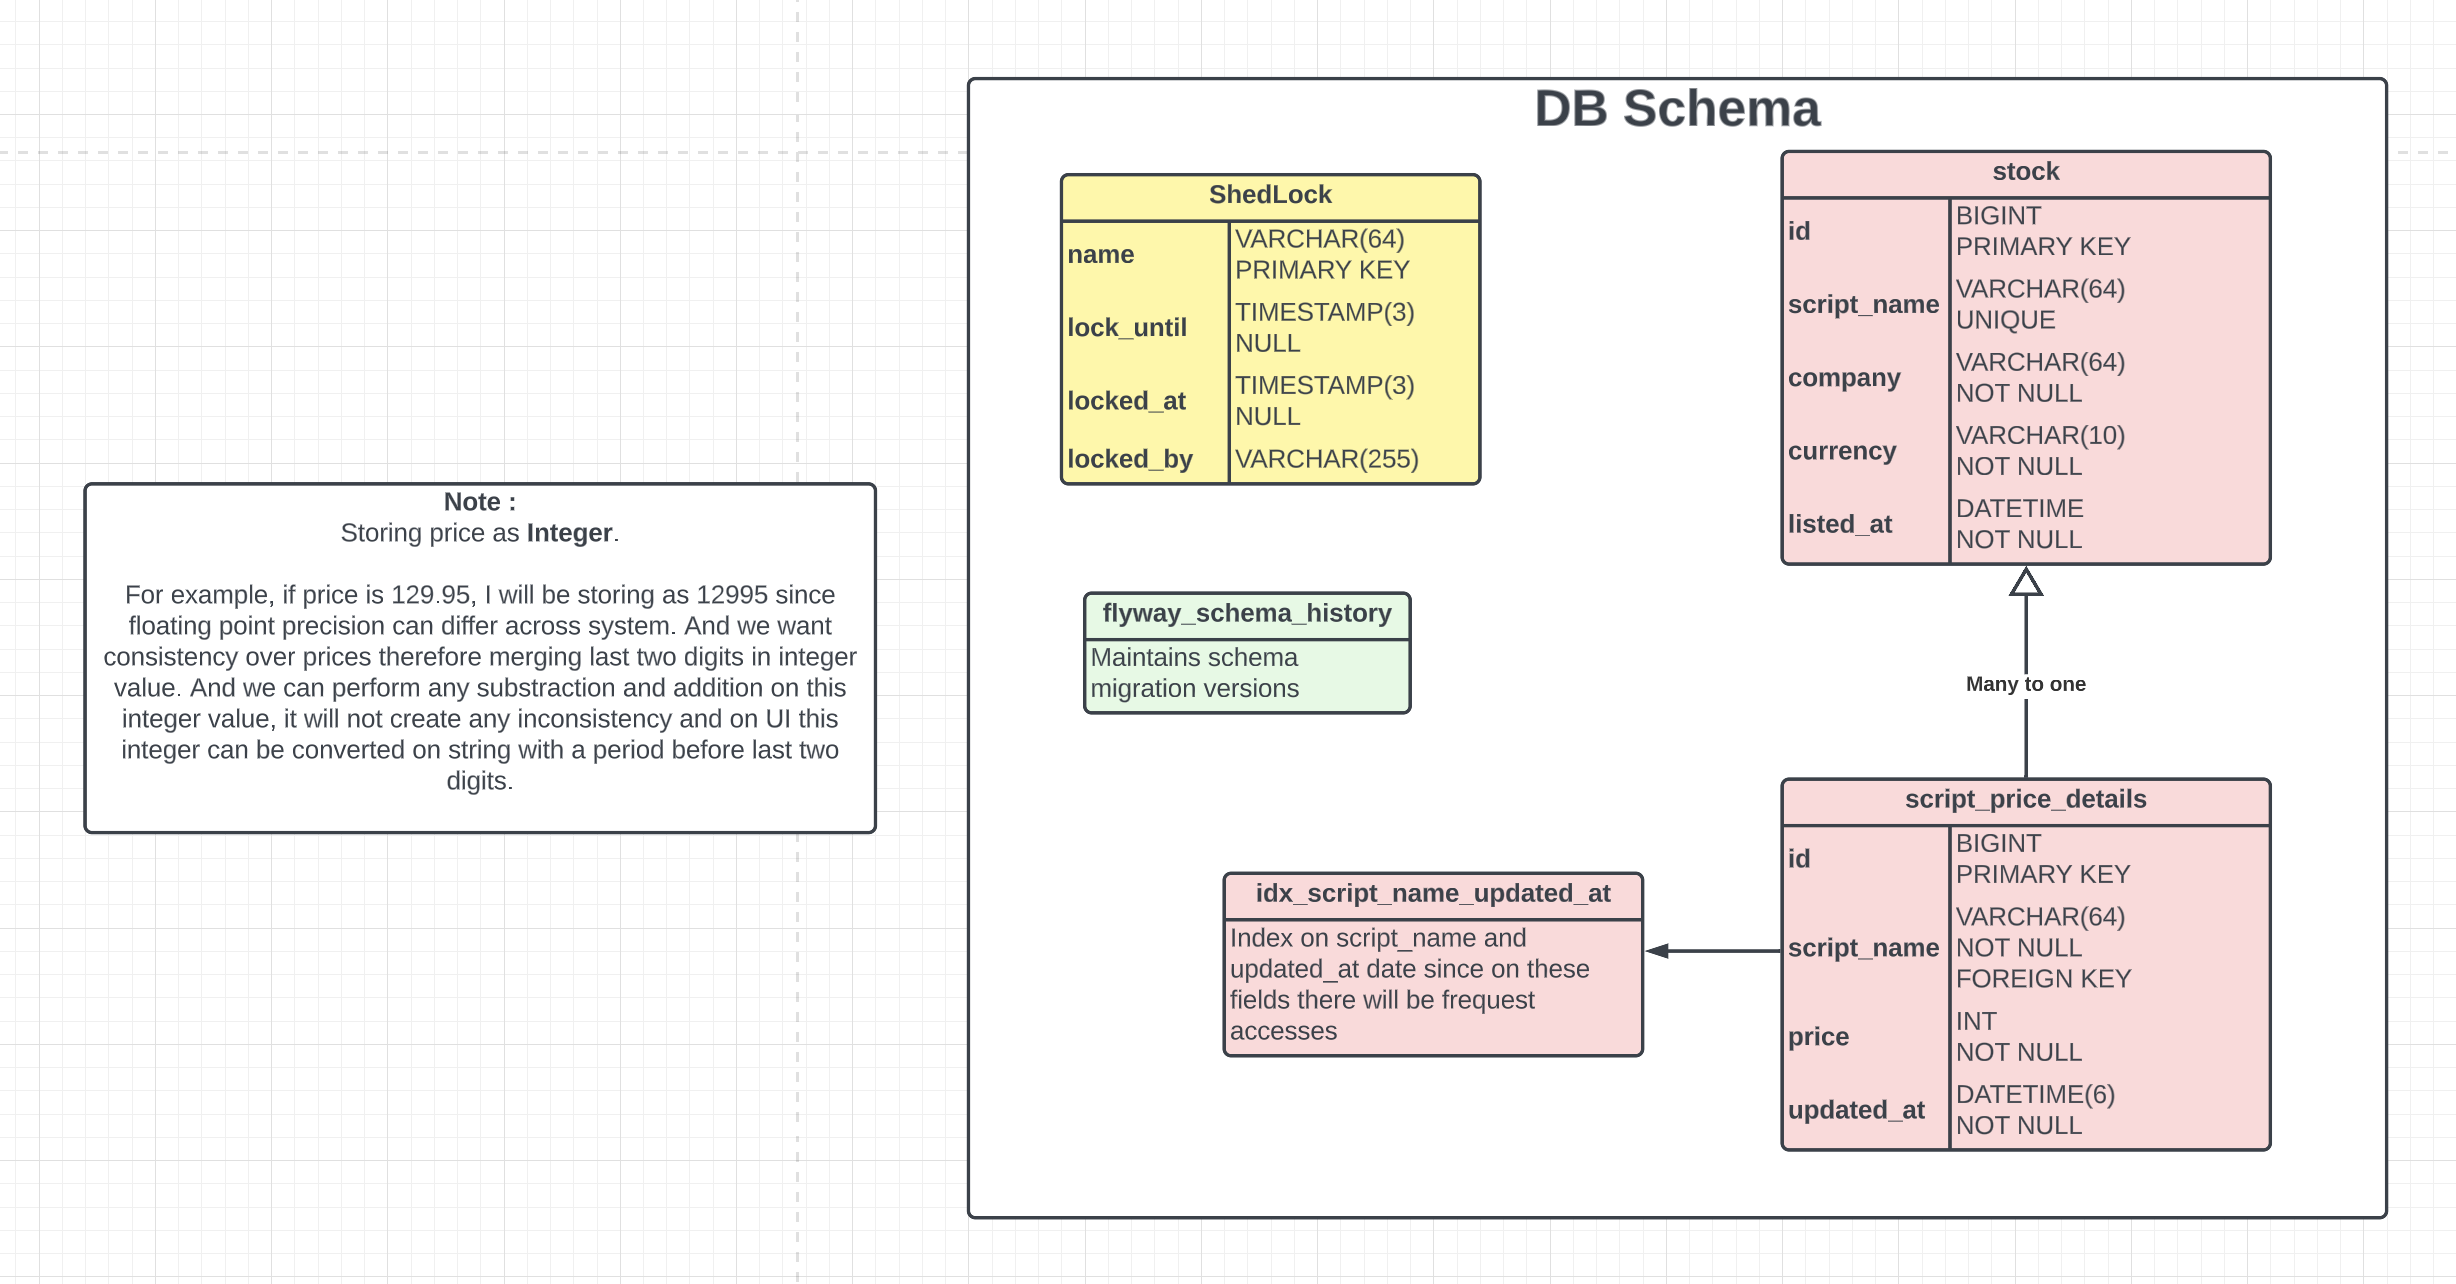 DB Schema
ShedLock
name
VARCHAR(64)
PRIMARY KEY
lock_until
TIMESTAMP(3)
NULL
locked_at
TIMESTAMP(3)
NULL
locked_by
VARCHAR(255)
stock
id
BIGINT
PRIMARY KEY
script_name
VARCHAR(64)
UNIQUE
company
VARCHAR(64)
NOT NULL
currency
VARCHAR(10)
NOT NULL
listed_at
DATETIME
NOT NULL
Note :
Storing price as Integer.
For example, if price is 129.95, I will be storing as 12995 since
floating point precision can differ across system. And we want
consistency over prices therefore merging last two digits in integer
value. And we can perform any substraction and addition on this
integer value, it will not create any inconsistency and on UI this
integer can be converted on string with a period before last two
digits.
flyway_schema_history
Maintains schema
migration versions
Many to one
idx_script_name_updated_at
Index on script_name and
updated_at date since on these
fields there will be frequest
accesses
script_price_details
id
BIGINT
PRIMARY KEY
script_name
VARCHAR(64)
NOT NULL
FOREIGN KEY
price
INT
NOT NULL
updated_at
DATETIME(6)
NOT NULL